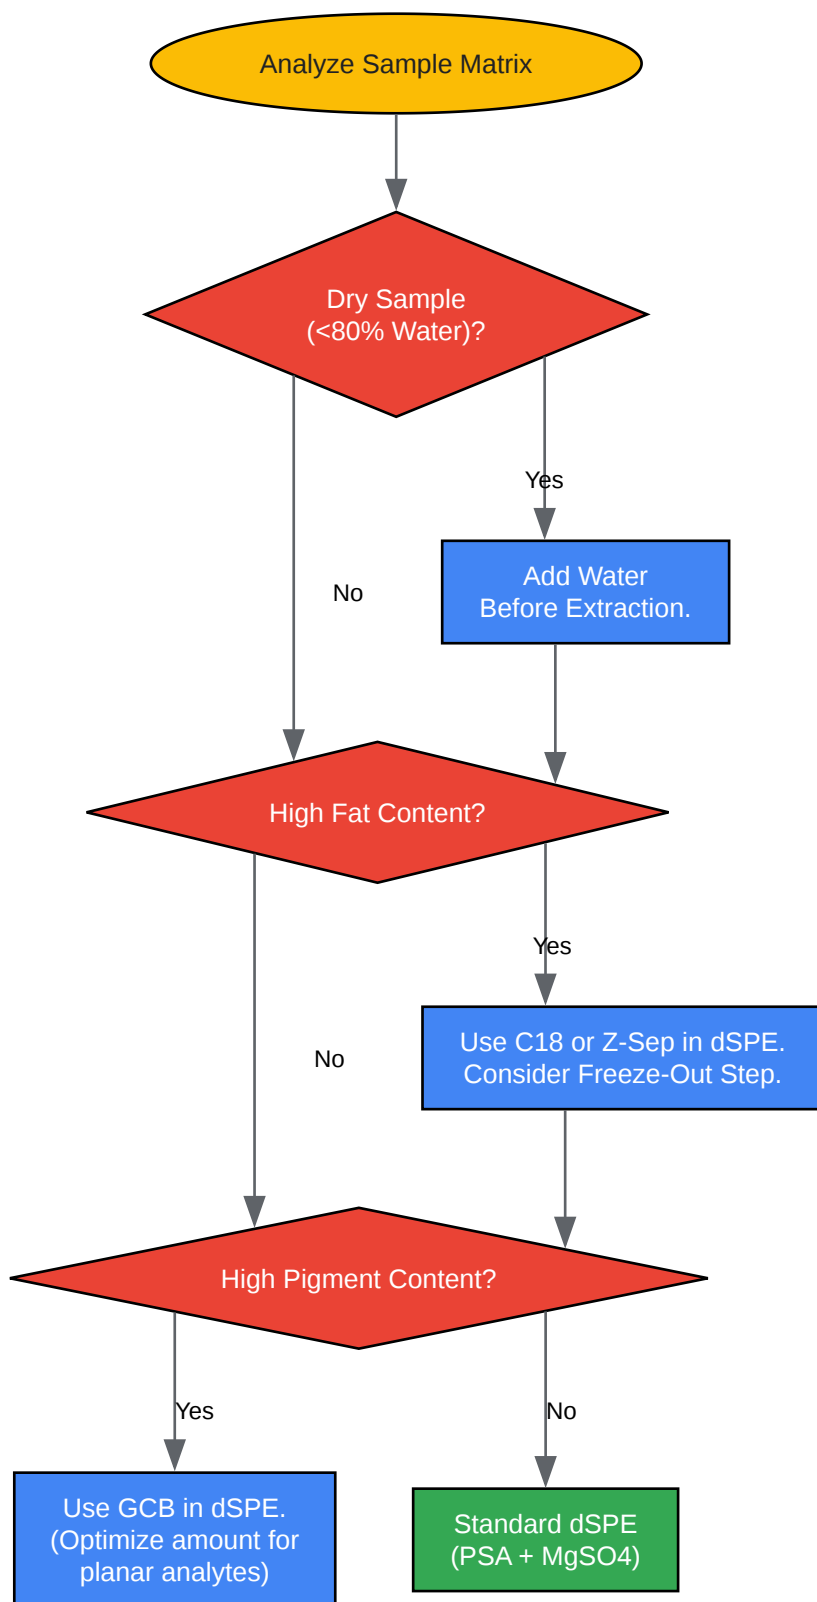 Analyze Sample Matrix
Dry Sample
(<80% Water)?
Yes
Add Water
Before Extraction.
No
High Fat Content?
Yes
Use C18 or Z-Sep in dSPE.
Consider Freeze-Out Step.
No
High Pigment Content?
Yes
No
Use GCB in dSPE.
(Optimize amount for
planar analytes)
Standard dSPE
(PSA + MgSO4)